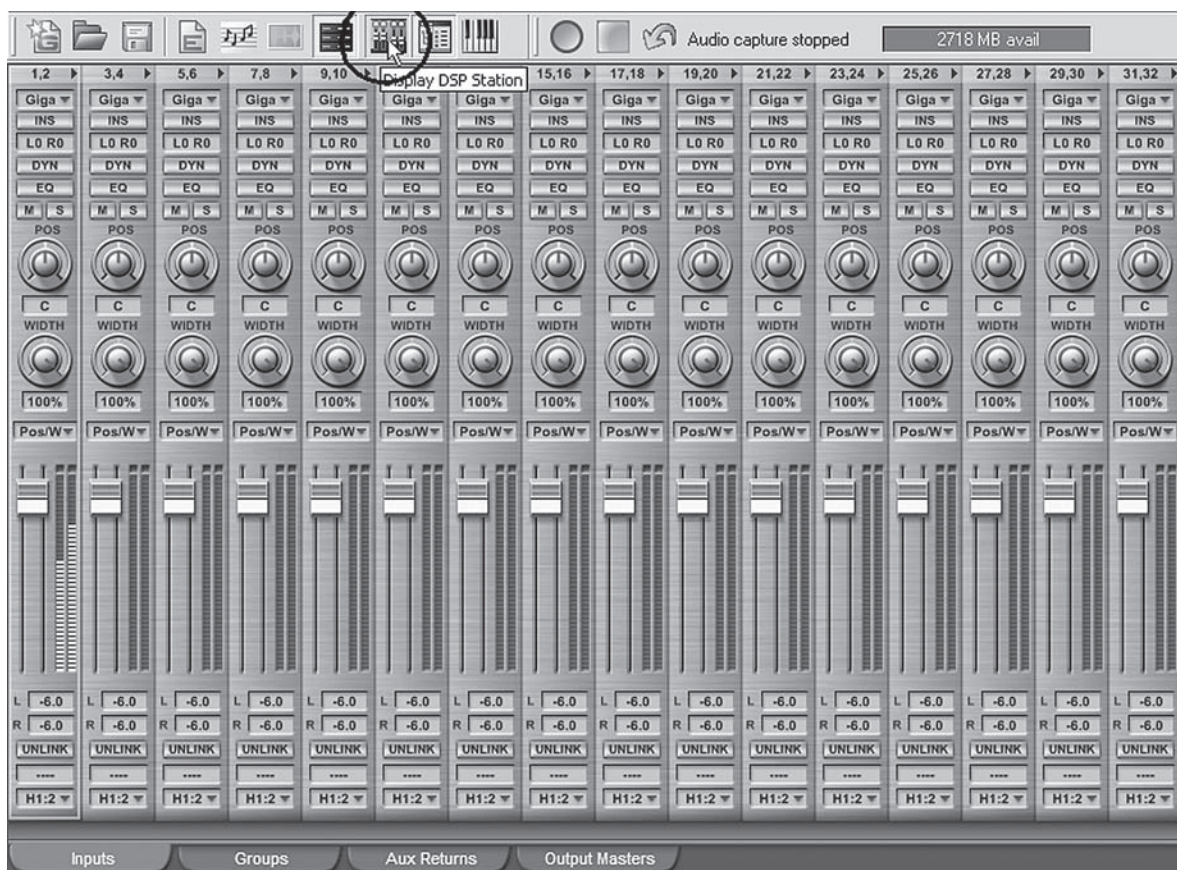 Audio capture stopped 2718 MB avail
1,2 3,4 5,6 7,8 9,10 15,16 17,18 19,20 21,22 23,24 25,26 27,28 29,30 31,32
Display DSP Station
Giga Giga Giga Giga Giga Giga Giga Giga Giga Giga Giga Giga Giga Giga Giga Giga
INS INS INS INS INS INS INS INS INS INS INS INS INS INS INS INS
L0 R0 L0 R0 L0 R0 L0 R0 L0 R0 L0 R0 L0 R0 L0 R0 L0 R0 L0 R0 L0 R0 L0 R0 L0 R0 L0 R0 L0 R0 L0 R0
DYN DYN DYN DYN DYN DYN DYN DYN DYN DYN DYN DYN DYN DYN DYN DYN
EQ EQ EQ EQ EQ EQ EQ EQ EQ EQ EQ EQ EQ EQ EQ EQ
M S M S M S M S M S M S M S M S M S M S M S M S M S M S M S M S
POS POS POS POS POS POS POS POS POS POS POS POS POS POS POS POS
C C C C C C C C C C C C C C C C
WIDTH WIDTH WIDTH WIDTH WIDTH WIDTH WIDTH WIDTH WIDTH WIDTH WIDTH WIDTH WIDTH WIDTH WIDTH WIDTH
100% 100% 100% 100% 100% 100% 100% 100% 100% 100% 100% 100% 100% 100% 100% 100%
Pos/W Pos/W Pos/W Pos/W Pos/W Pos/W Pos/W Pos/W Pos/W Pos/W Pos/W Pos/W Pos/W Pos/W Pos/W Pos/W
L -6.0 L -6.0 L -6.0 L -6.0 L -6.0 L -6.0 L -6.0 L -6.0 L -6.0 L -6.0 L -6.0 L -6.0 L -6.0 L -6.0 L -6.0 L -6.0
R -6.0 R -6.0 R -6.0 R -6.0 R -6.0 R -6.0 R -6.0 R -6.0 R -6.0 R -6.0 R -6.0 R -6.0 R -6.0 R -6.0 R -6.0 R -6.0
UNLINK UNLINK UNLINK UNLINK UNLINK UNLINK UNLINK UNLINK UNLINK UNLINK UNLINK UNLINK UNLINK UNLINK UNLINK UNLINK
---- ---- ---- ---- ---- ---- ---- ---- ---- ---- ---- ---- ---- ---- ---- ----
H1:2 H1:2 H1:2 H1:2 H1:2 H1:2 H1:2 H1:2 H1:2 H1:2 H1:2 H1:2 H1:2 H1:2 H1:2 H1:2
Inputs Groups Aux Returns Output Masters